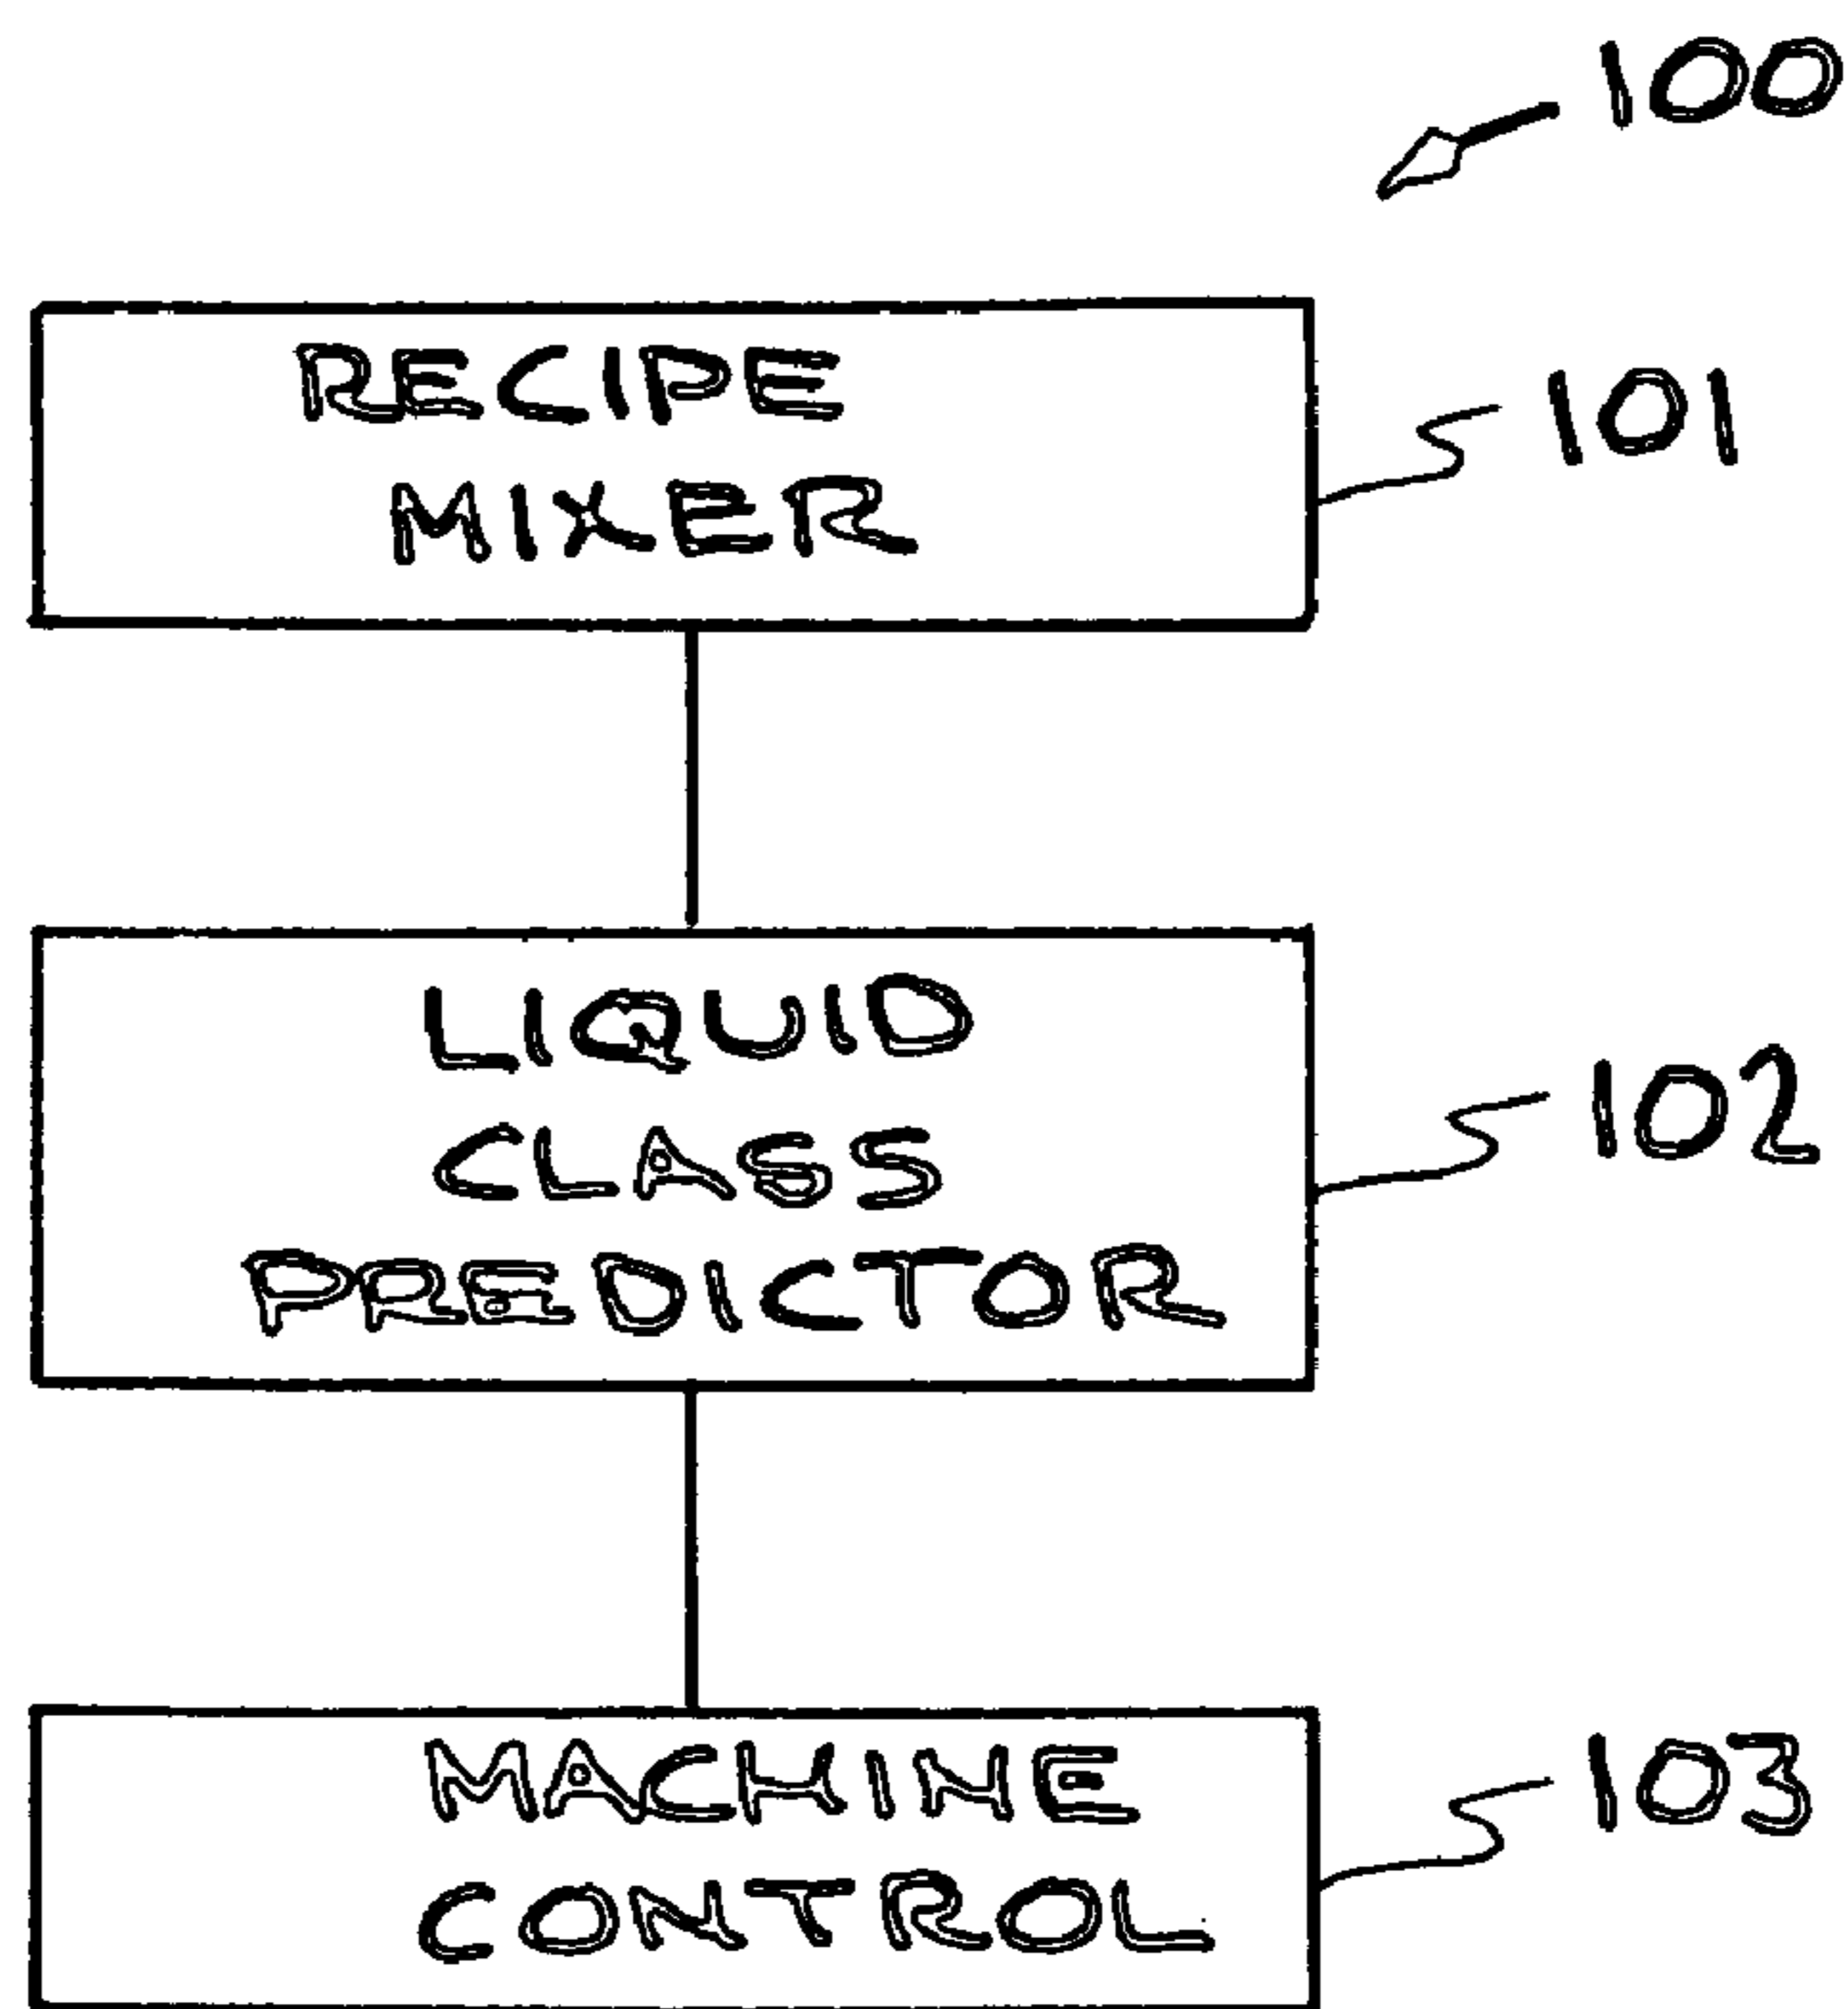 100
RECIPE
MIXER
101
LIQUID
CLASS
PREDICTOR
102
MACHINE
CONTROL
103